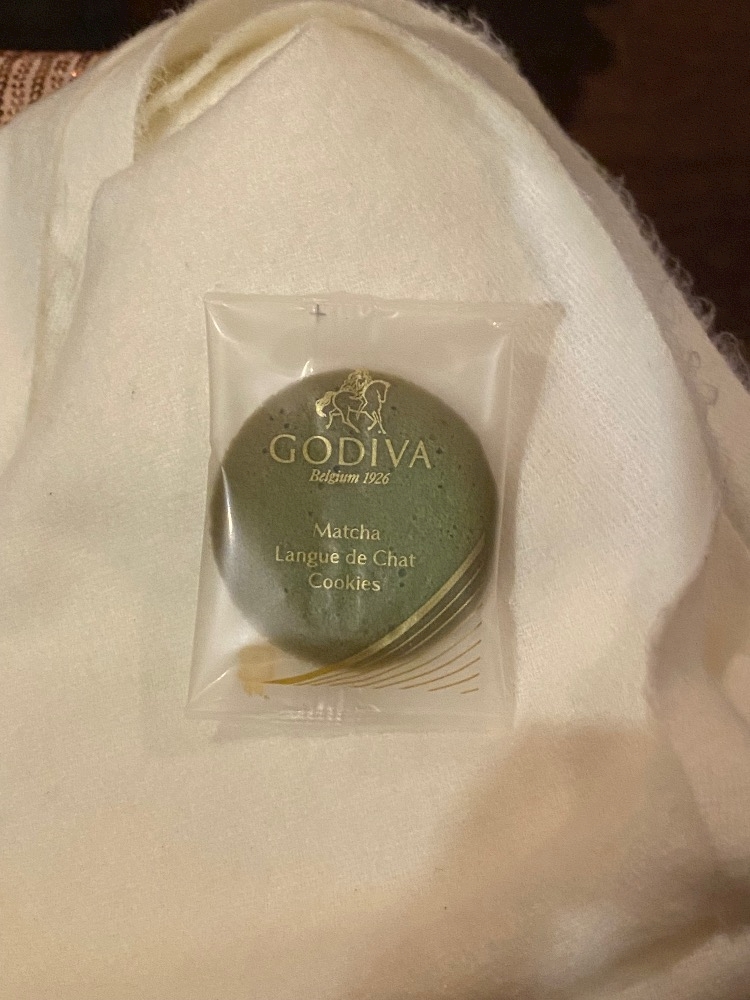 GODIVA
Belgium 1926
Matcha
Langue de Chat
Cookies